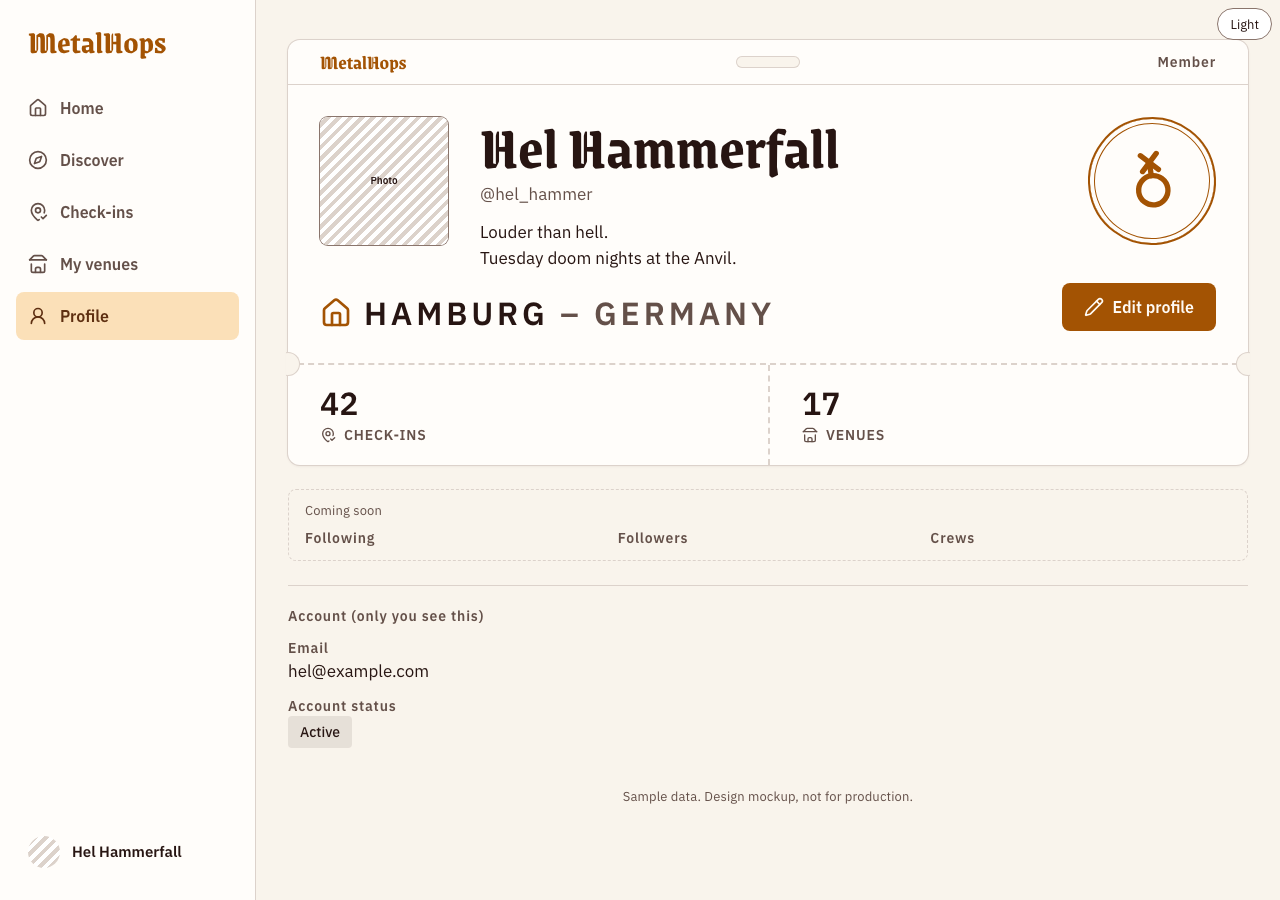 MetalHops
Home
Discover
Check-ins
My venues
Profile
Hel Hammerfall
Light
MetalHops
Member
Photo
Hel Hammerfall
@hel_hammer
Louder than hell.
Tuesday doom nights at the Anvil.
HAMBURG – GERMANY
Edit profile
42
CHECK-INS
17
VENUES
Coming soon
Following
Followers
Crews
Account (only you see this)
Email
hel@example.com
Account status
Active
Sample data. Design mockup, not for production.